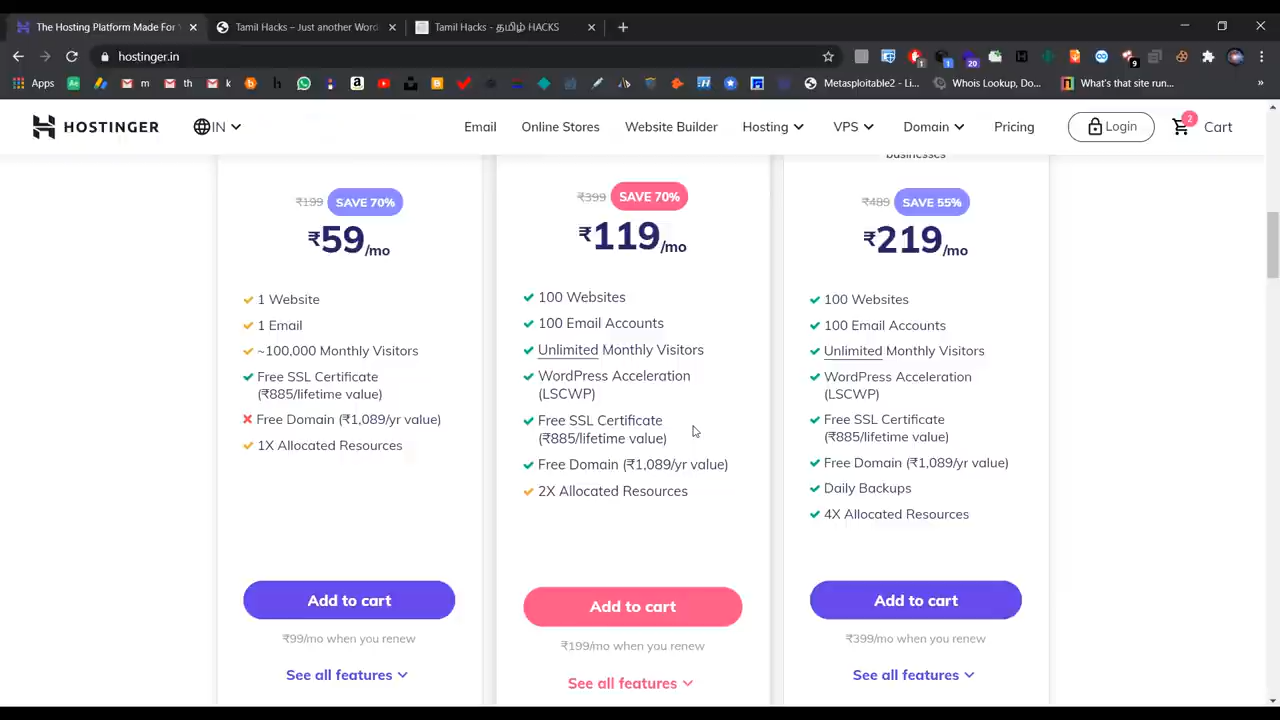 The Hosting Platform Made For
Tamil Hacks – Just another Word
Tamil Hacks - தமிழ் HACKS
hostinger.in
1
1
20
9
Apps
m
m
k
Metasploitable2 - Li...
Whois Lookup, Do...
What's that site run...
HOSTINGER
IN
Email
Online Stores
Website Builder
Hosting
VPS
Domain
Pricing
Login
2
Cart
businesses
₹199 SAVE 70%
₹59/mo
1 Website
1 Email
~100,000 Monthly Visitors
Free SSL Certificate
(₹885/lifetime value)
Free Domain (₹1,089/yr value)
1X Allocated Resources
Add to cart
₹99/mo when you renew
See all features
₹399 SAVE 70%
₹119/mo
100 Websites
100 Email Accounts
Unlimited Monthly Visitors
WordPress Acceleration
(LSCWP)
Free SSL Certificate
(₹885/lifetime value)
Free Domain (₹1,089/yr value)
2X Allocated Resources
Add to cart
₹199/mo when you renew
See all features
₹489 SAVE 55%
₹219/mo
100 Websites
100 Email Accounts
Unlimited Monthly Visitors
WordPress Acceleration
(LSCWP)
Free SSL Certificate
(₹885/lifetime value)
Free Domain (₹1,089/yr value)
Daily Backups
4X Allocated Resources
Add to cart
₹399/mo when you renew
See all features